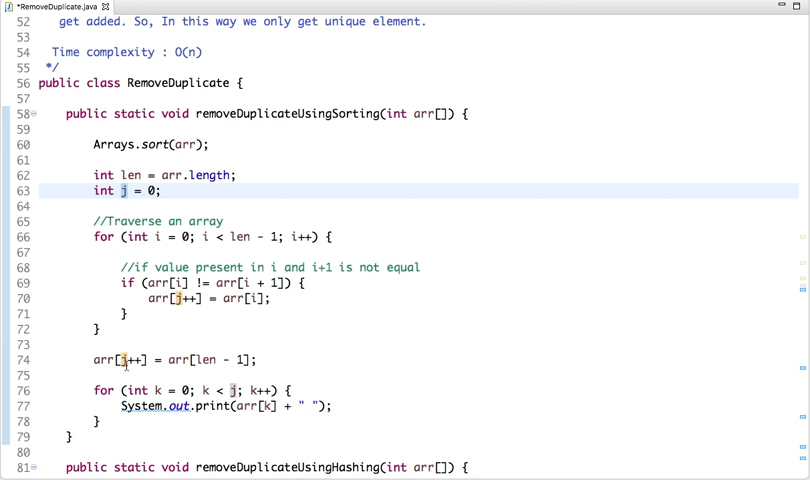 *RemoveDuplicate.java
52 get added. So, In this way we only get unique element.
53
54 Time complexity : O(n)
55 */
56 public class RemoveDuplicate {
57
58 public static void removeDuplicateUsingSorting(int arr[]) {
59
60 Arrays.sort(arr);
61
62 int len = arr.length;
63 int j = 0;
64
65 //Traverse an array
66 for (int i = 0; i < len - 1; i++) {
67
68 //if value present in i and i+1 is not equal
69 if (arr[i] != arr[i + 1]) {
70 arr[j++] = arr[i];
71 }
72 }
73
74 arr[j++] = arr[len - 1];
75
76 for (int k = 0; k < j; k++) {
77 System.out.print(arr[k] + " ");
78 }
79 }
80
81 public static void removeDuplicateUsingHashing(int arr[]) {